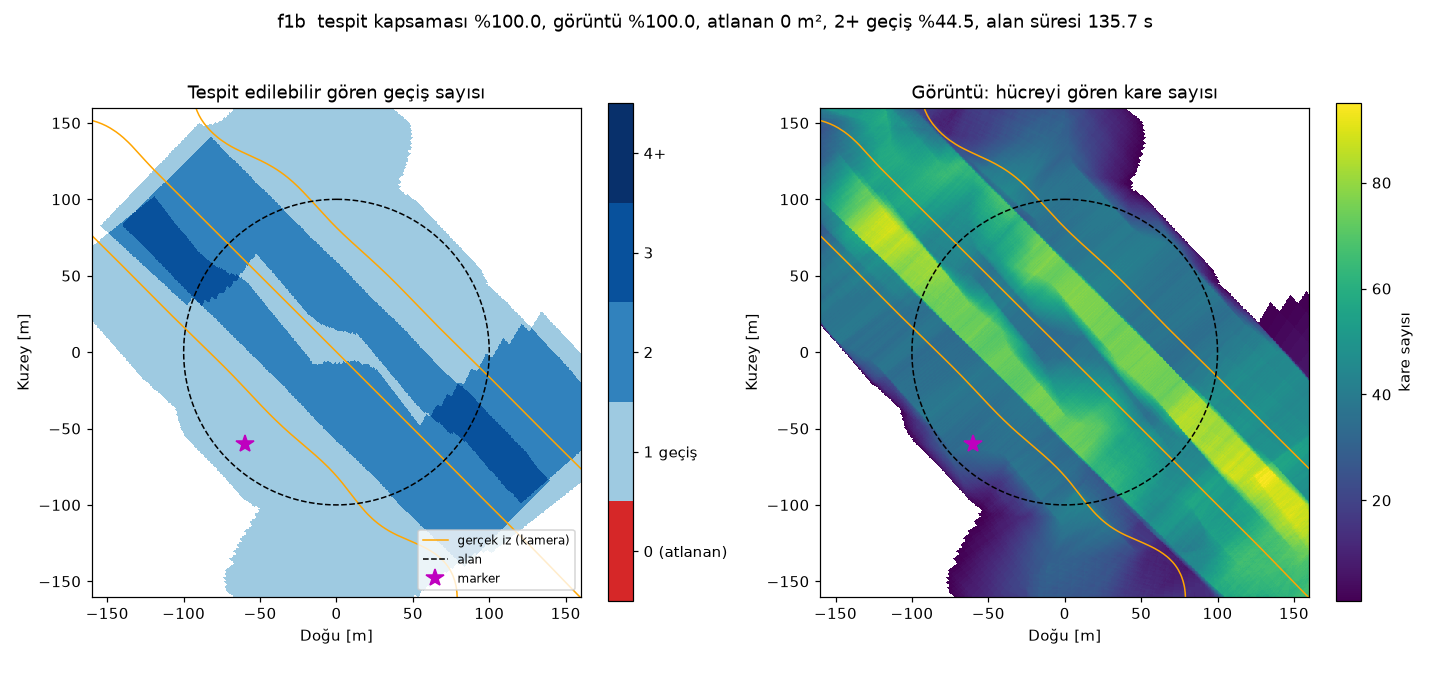 f1b  tespit kapsaması %100.0, görüntü %100.0, atlanan 0 m², 2+ geçiş %44.5, alan süresi 135.7 s
Tespit edilebilir gören geçiş sayısı
150
100
50
0
−50
−100
−150
Kuzey [m]
−150
−100
−50
0
50
100
150
Doğu [m]
gerçek iz (kamera)
alan
marker
4+
3
2
1 geçiş
0 (atlanan)
Görüntü: hücreyi gören kare sayısı
150
100
50
0
−50
−100
−150
Kuzey [m]
−150
−100
−50
0
50
100
150
Doğu [m]
80
60
40
20
kare sayısı